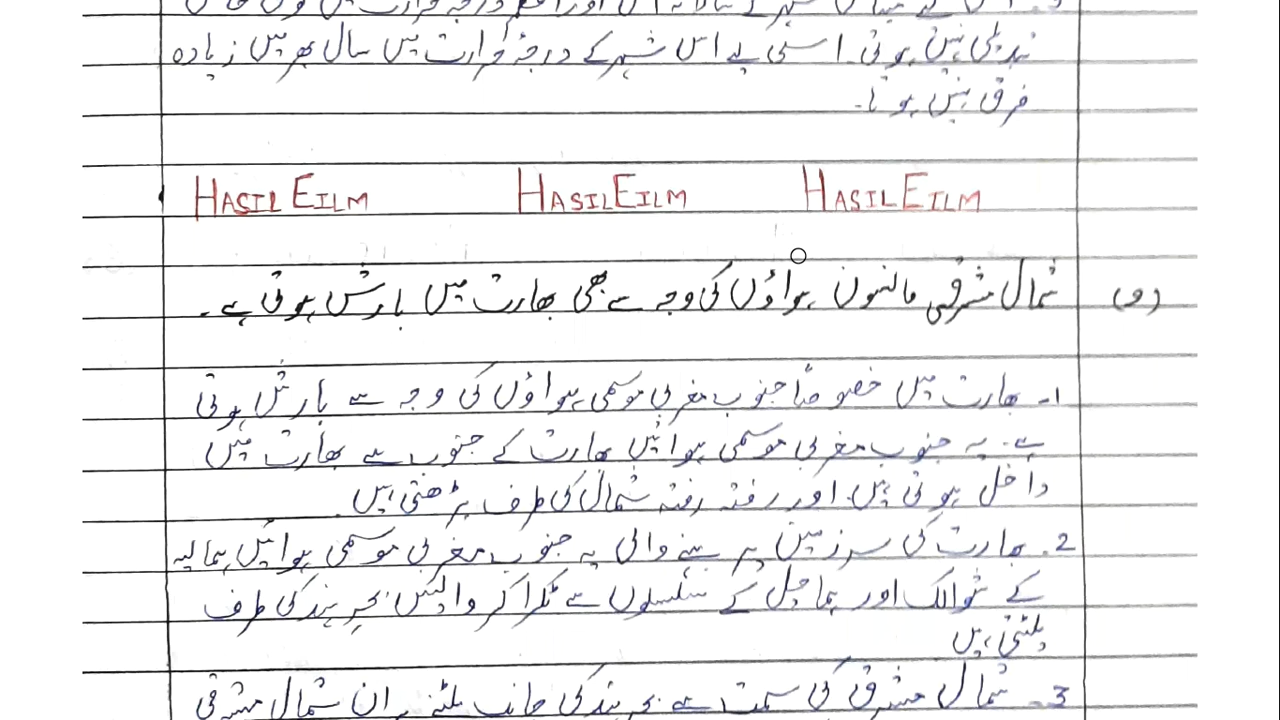 تبدیلی نہیں ہوتی۔ اسی لیے اس شہر کے درجۂ حرارت میں سال بھر میں زیادہ
فرق نہیں ہوتا۔
HASIL EILM HASIL EILM HASIL EILM
(و) شمال مشرقی مانسون ہواؤں کی وجہ سے بھی بھارت میں بارش ہوتی ہے۔
1۔ بھارت میں خصوصاً جنوب مغربی موسمی ہواؤں کی وجہ سے بارش ہوتی
ہے۔ یہ جنوب مغربی موسمی ہوائیں بھارت کے جنوب سے بھارت میں
داخل ہوتی ہیں اور رفتہ رفتہ شمال کی طرف بڑھتی ہیں۔
2۔ بھارت کی سرزمین پر بہنے والی یہ جنوب مغربی موسمی ہوائیں ہمالیہ
کے شوالک اور ہماچل کے سلسلوں سے ٹکرا کر واپس بحر ہند کی طرف
پلٹتی ہیں
3۔ شمال مشرق کی سمت سے بحر ہند کی جانب پلٹنے ان شمال مشرقی